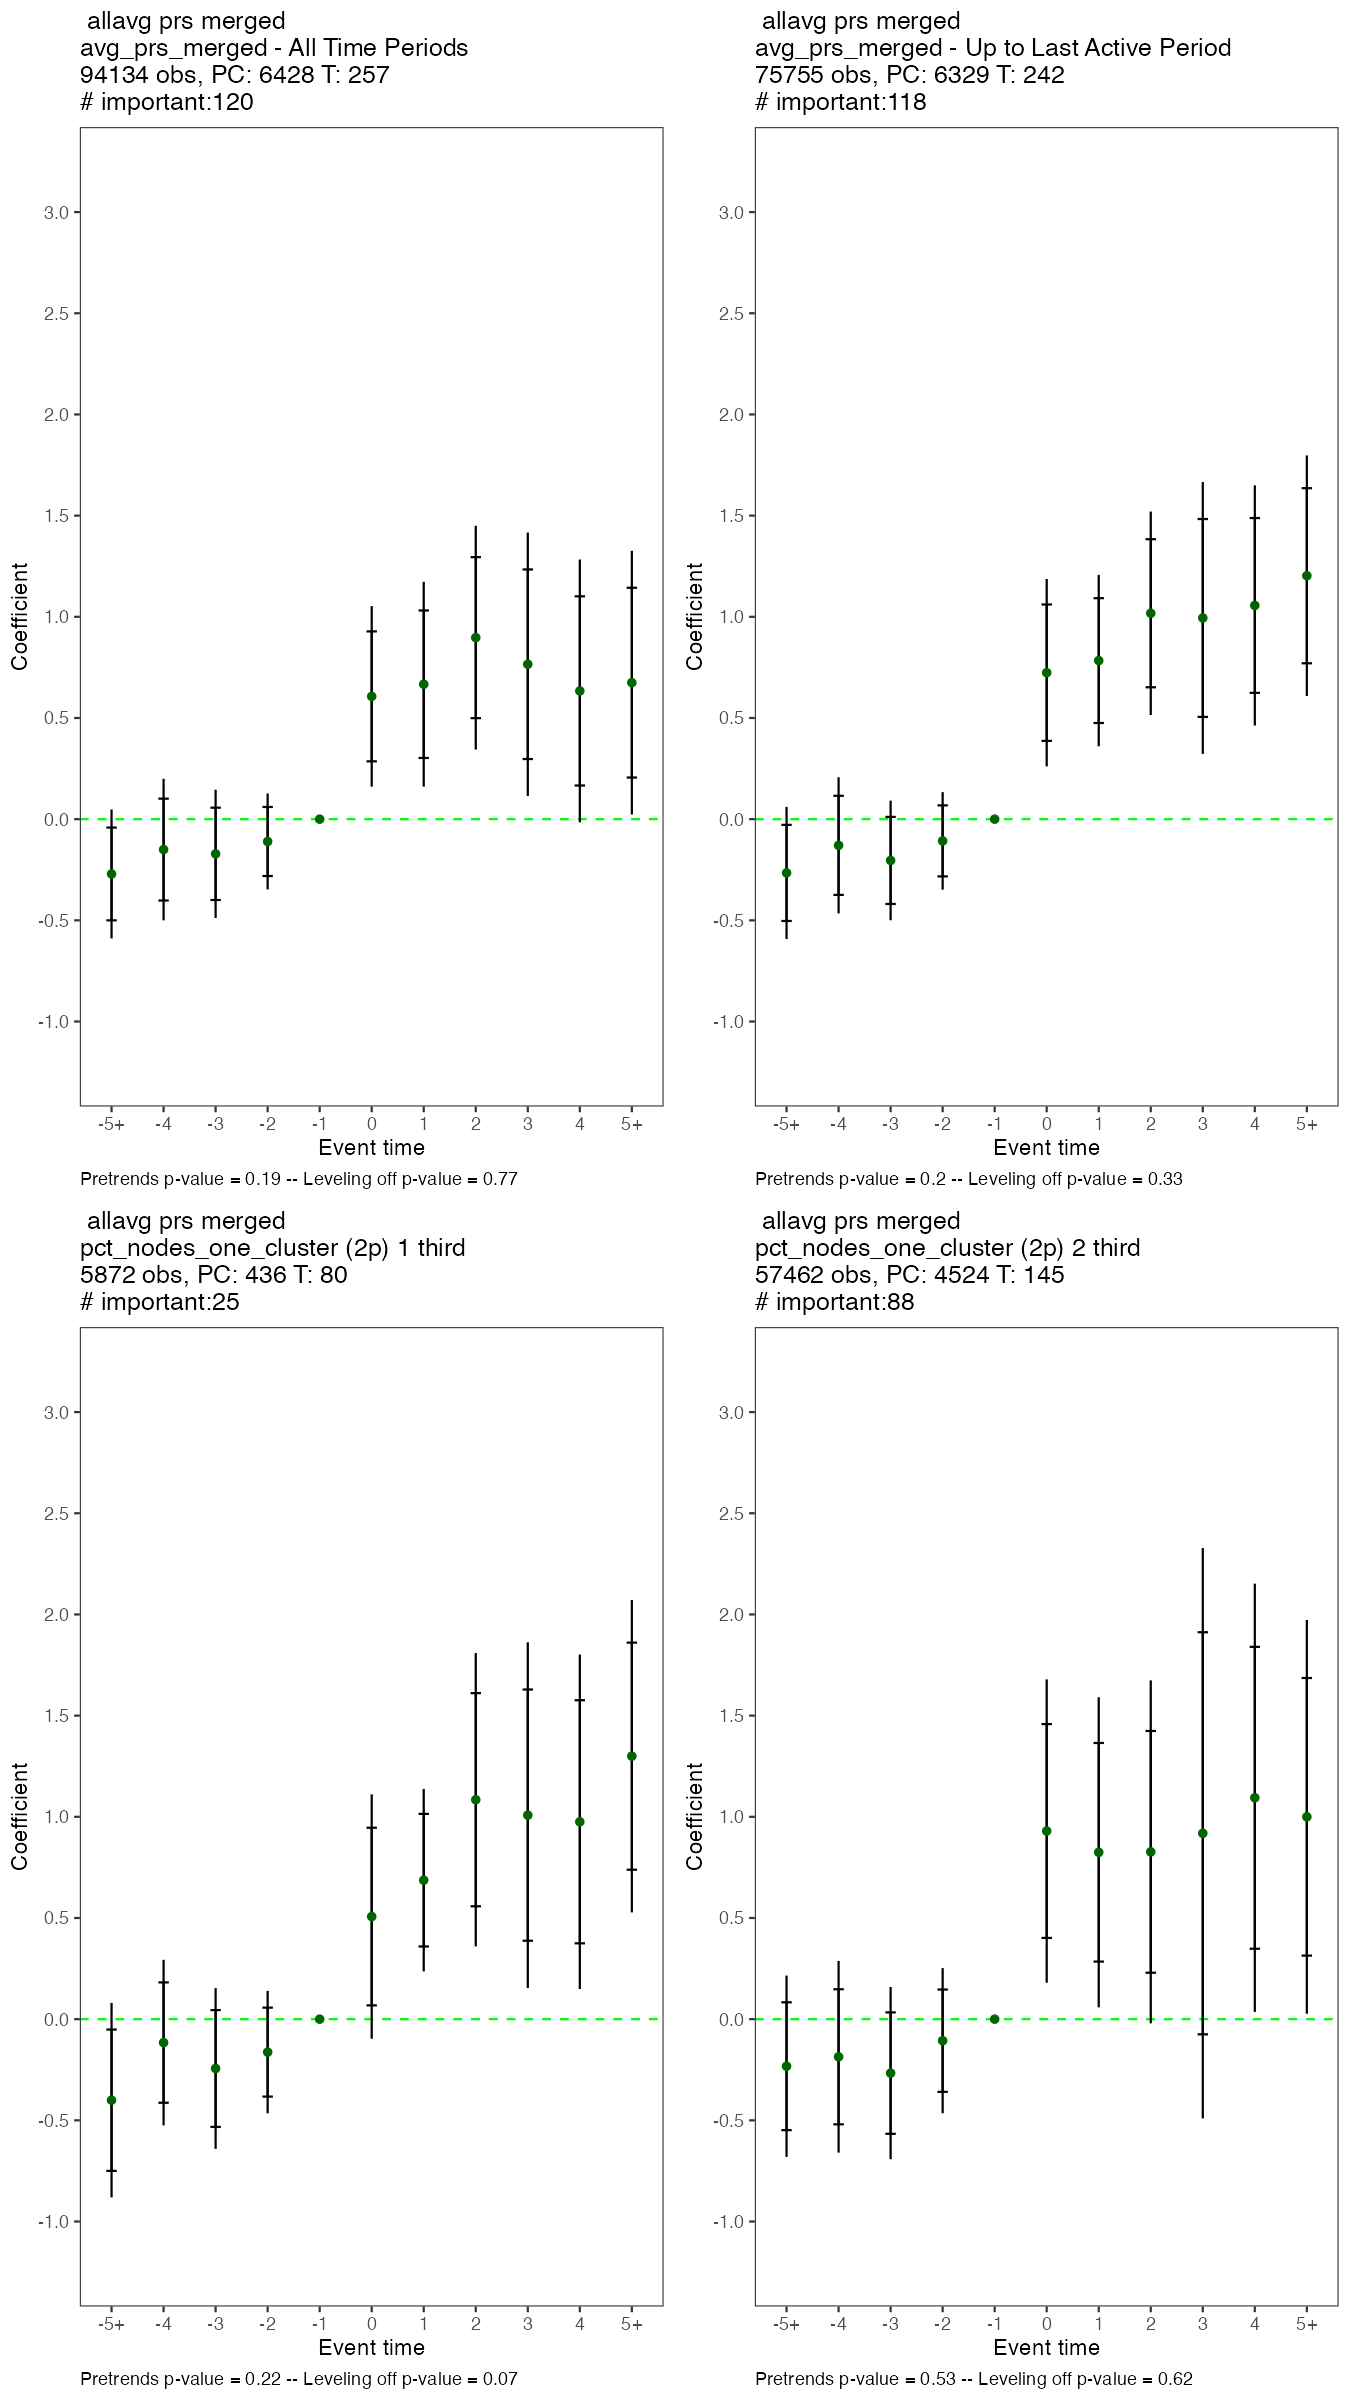 allavg prs merged
avg_prs_merged - All Time Periods
94134 obs, PC: 6428 T: 257
# important:120
3.0
2.5
2.0
1.5
1.0
0.5
0.0
-0.5
-1.0
Coefficient
-5+ -4 -3 -2 -1 0 1 2 3 4 5+
Event time
Pretrends p-value = 0.19 -- Leveling off p-value = 0.77
allavg prs merged
avg_prs_merged - Up to Last Active Period
75755 obs, PC: 6329 T: 242
# important:118
3.0
2.5
2.0
1.5
1.0
0.5
0.0
-0.5
-1.0
Coefficient
-5+ -4 -3 -2 -1 0 1 2 3 4 5+
Event time
Pretrends p-value = 0.2 -- Leveling off p-value = 0.33
allavg prs merged
pct_nodes_one_cluster (2p) 1 third
5872 obs, PC: 436 T: 80
# important:25
3.0
2.5
2.0
1.5
1.0
0.5
0.0
-0.5
-1.0
Coefficient
-5+ -4 -3 -2 -1 0 1 2 3 4 5+
Event time
Pretrends p-value = 0.22 -- Leveling off p-value = 0.07
allavg prs merged
pct_nodes_one_cluster (2p) 2 third
57462 obs, PC: 4524 T: 145
# important:88
3.0
2.5
2.0
1.5
1.0
0.5
0.0
-0.5
-1.0
Coefficient
-5+ -4 -3 -2 -1 0 1 2 3 4 5+
Event time
Pretrends p-value = 0.53 -- Leveling off p-value = 0.62